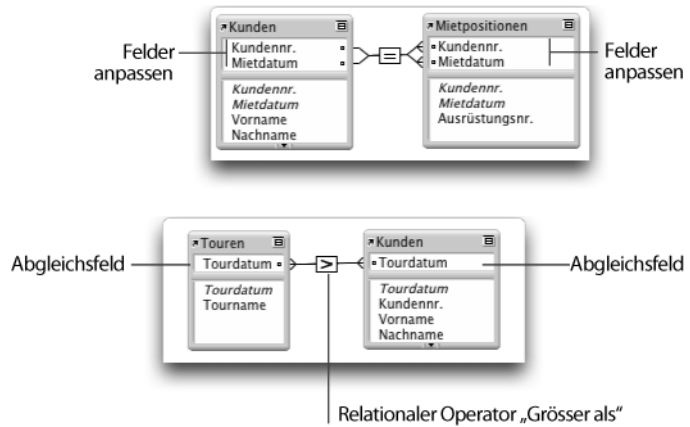 Kunden
Mietpositionen
Felder
anpassen
Kundennr.
Mietdatum
=
Kundennr.
Mietdatum
Felder
anpassen
Kundennr.
Mietdatum
Vorname
Nachname
Kundennr.
Mietdatum
Ausrüstungsnr.
Touren
Kunden
Abgleichsfeld
Tourdatum
>
Tourdatum
Abgleichsfeld
Tourdatum
Tourname
Tourdatum
Kundennr.
Vorname
Nachname
Relationaler Operator „Grösser als“